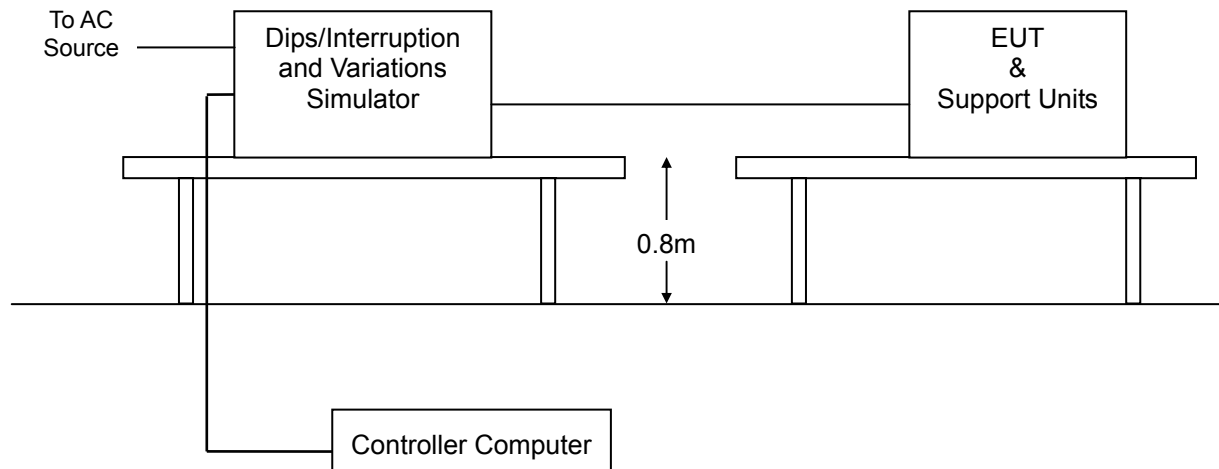 To AC
Source
Dips/Interruption
and Variations
Simulator
EUT
&
Support Units
0.8m
Controller Computer